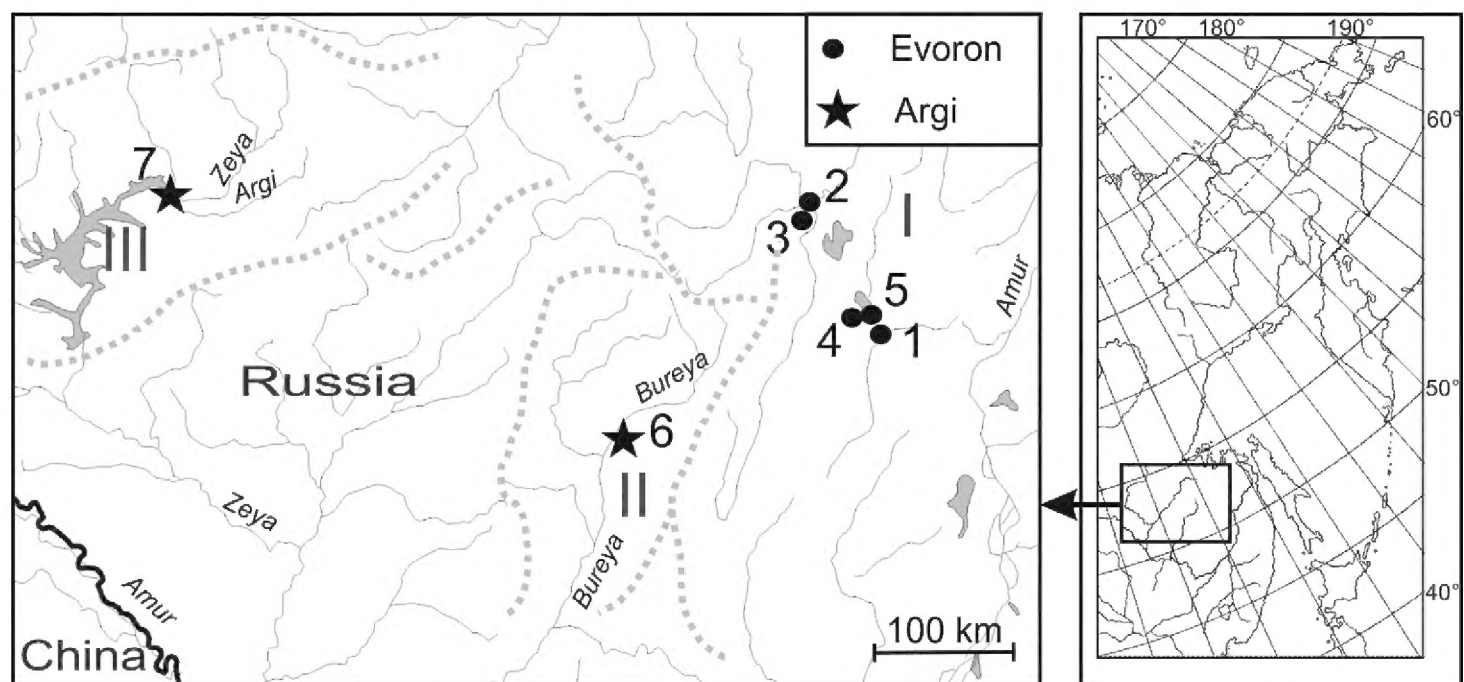 Evoron
Argi
7
Zeya
Argi
III
2
3
I
5
4
1
Amur
Russia
Bureya
6
II
Zeya
Bureya
Amur
China
100 km
170°
180°
190°
60°
50°
40°